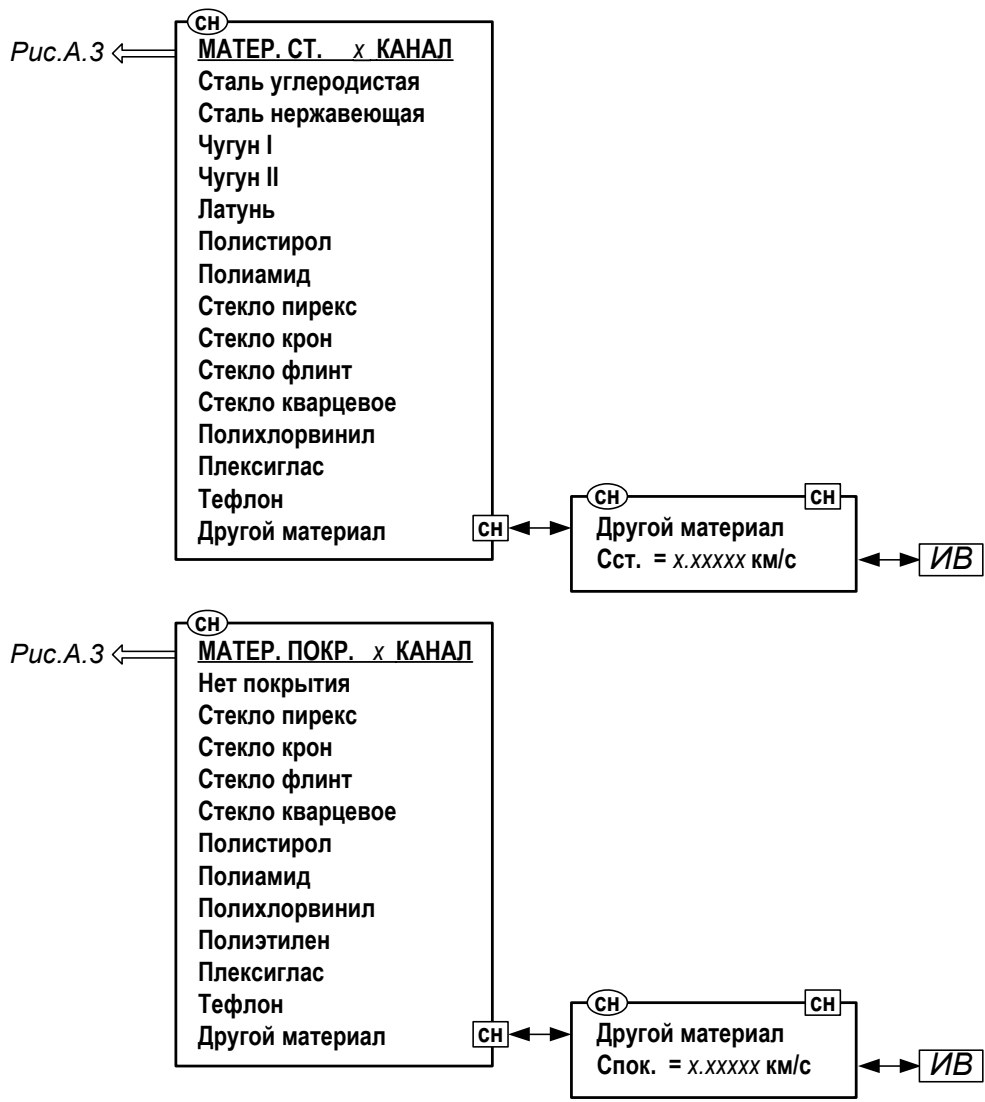 СН
Рис.А.3
МАТЕР. СТ. x КАНАЛ
Сталь углеродистая
Сталь нержавеющая
Чугун I
Чугун II
Латунь
Полистирол
Полиамид
Стекло пирекс
Стекло крон
Стекло флинт
Стекло кварцевое
Полихлорвинил
Плексиглас
Тефлон
Другой материал СН
СН СН
Другой материал
Сст. = x.xxxxx км/с
ИВ
СН
Рис.А.3
МАТЕР. ПОКР. x КАНАЛ
Нет покрытия
Стекло пирекс
Стекло крон
Стекло флинт
Стекло кварцевое
Полистирол
Полиамид
Полихлорвинил
Полиэтилен
Плексиглас
Тефлон
Другой материал СН
СН СН
Другой материал
Спок. = x.xxxxx км/с
ИВ